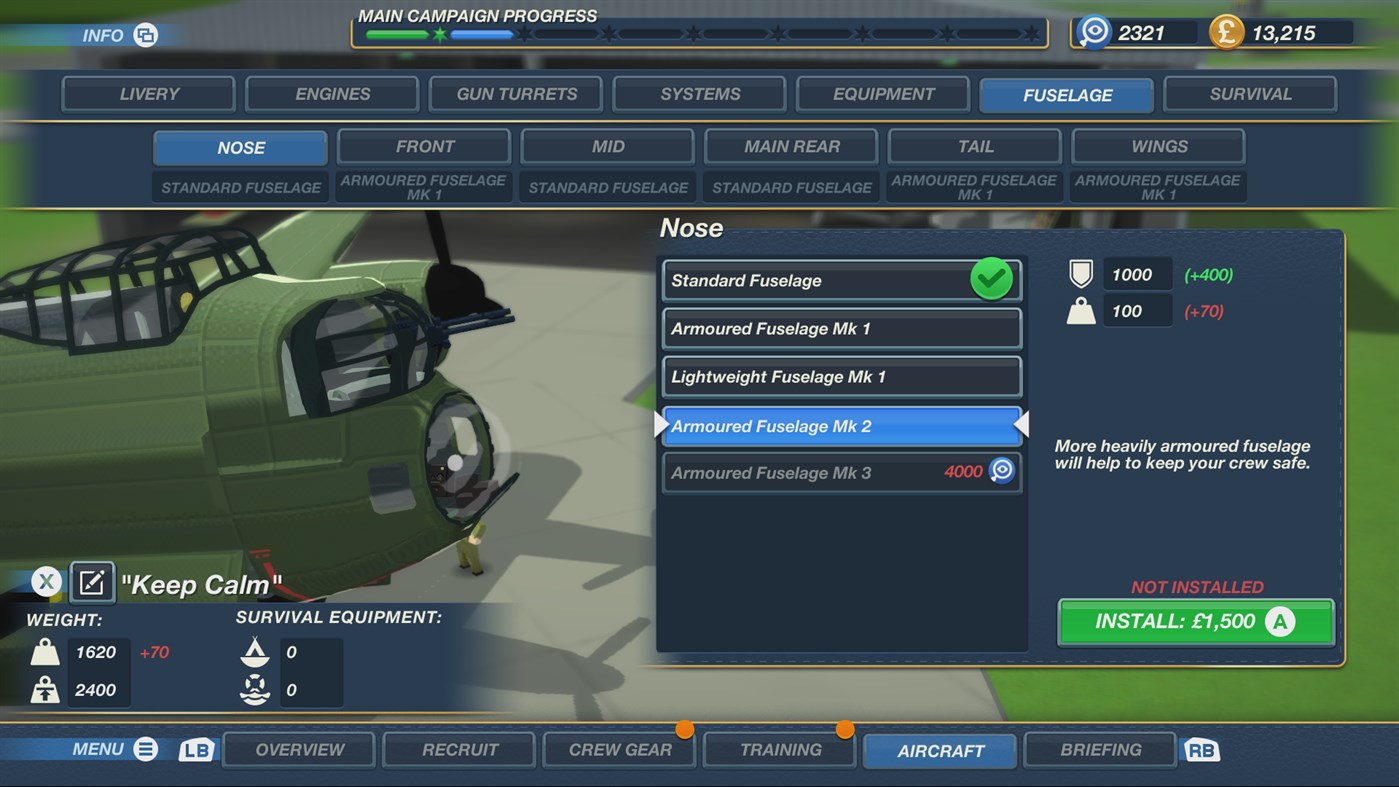 MAIN CAMPAIGN PROGRESS
INFO
2321
£
13,215
LIVERY
ENGINES
GUN TURRETS
SYSTEMS
EQUIPMENT
FUSELAGE
SURVIVAL
NOSE
FRONT
MID
MAIN REAR
TAIL
WINGS
STANDARD FUSELAGE
ARMOURED FUSELAGE
MK 1
STANDARD FUSELAGE
STANDARD FUSELAGE
ARMOURED FUSELAGE
MK 1
ARMOURED FUSELAGE
MK 1
Nose
Standard Fuselage
Armoured Fuselage Mk 1
Lightweight Fuselage Mk 1
Armoured Fuselage Mk 2
Armoured Fuselage Mk 3
4000
1000
(+400)
100
(+70)
More heavily armoured fuselage
will help to keep your crew safe.
NOT INSTALLED
INSTALL: £1,500
A
X
"Keep Calm"
WEIGHT:
1620
+70
2400
SURVIVAL EQUIPMENT:
0
0
MENU
LB
OVERVIEW
RECRUIT
CREW GEAR
TRAINING
AIRCRAFT
BRIEFING
RB